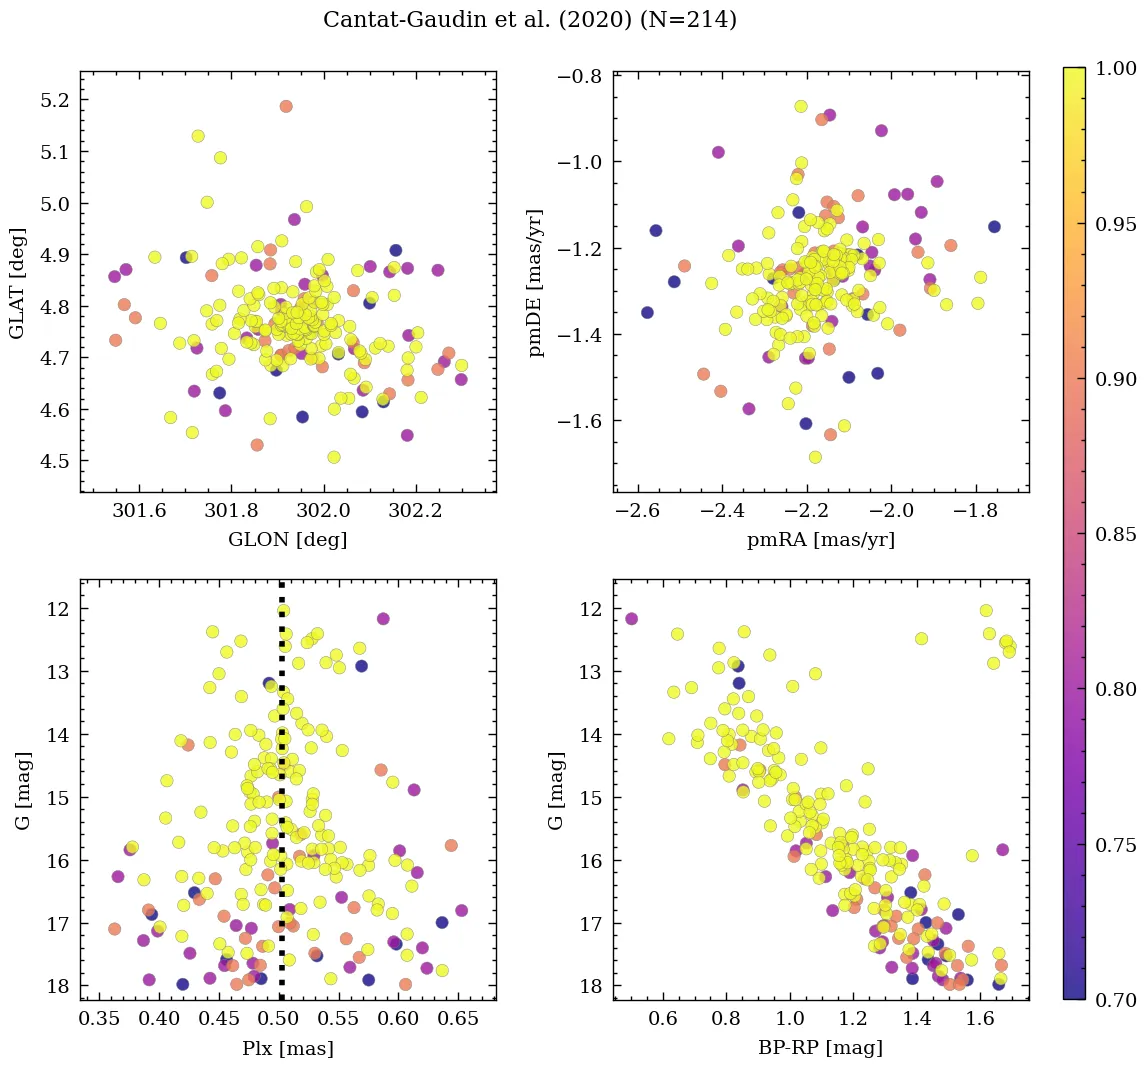 Cantat-Gaudin et al. (2020) (N=214)
5.2
5.1
5.0
4.9
4.8
4.7
4.6
4.5
GLAT [deg]
301.6 301.8 302.0 302.2
GLON [deg]
−0.8
−1.0
−1.2
−1.4
−1.6
pmDE [mas/yr]
−2.6 −2.4 −2.2 −2.0 −1.8
pmRA [mas/yr]
12
13
14
15
16
17
18
G [mag]
0.35 0.40 0.45 0.50 0.55 0.60 0.65
Plx [mas]
12
13
14
15
16
17
18
G [mag]
0.6 0.8 1.0 1.2 1.4 1.6
BP-RP [mag]
1.00
0.95
0.90
0.85
0.80
0.75
0.70